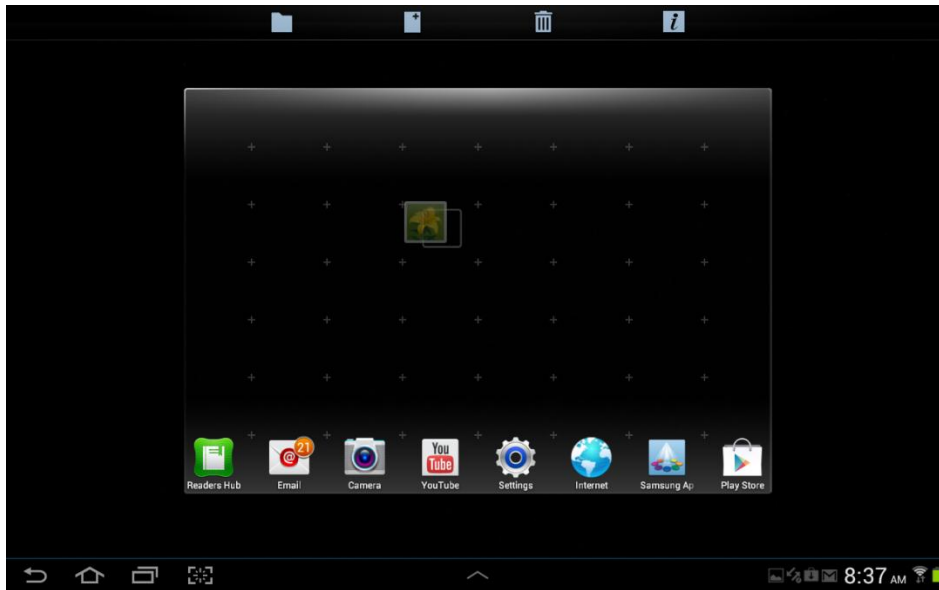 i
21
@
You
Tube
Readers Hub
Email
Camera
YouTube
Settings
Internet
Samsung Ap
Play Store
8:37 AM